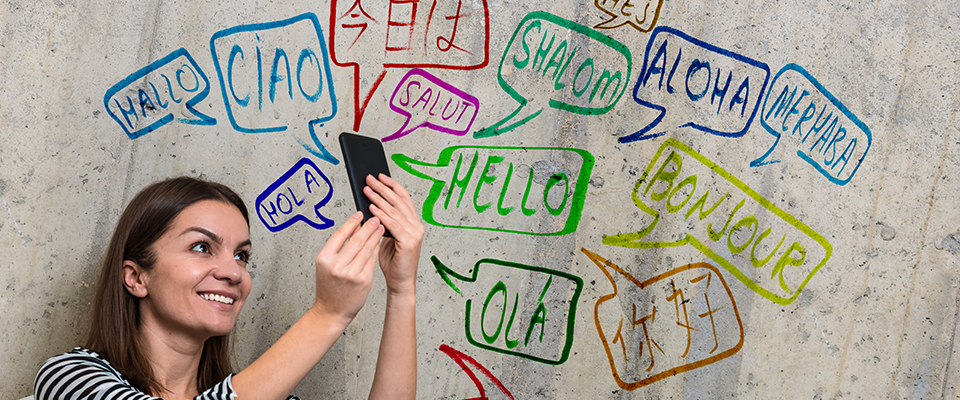 HALLO
CIAO
今日は
SALUT
SHALOM
ALOHA
MERHABA
HOLA
HELLO
BONJOUR
OLÁ
你好